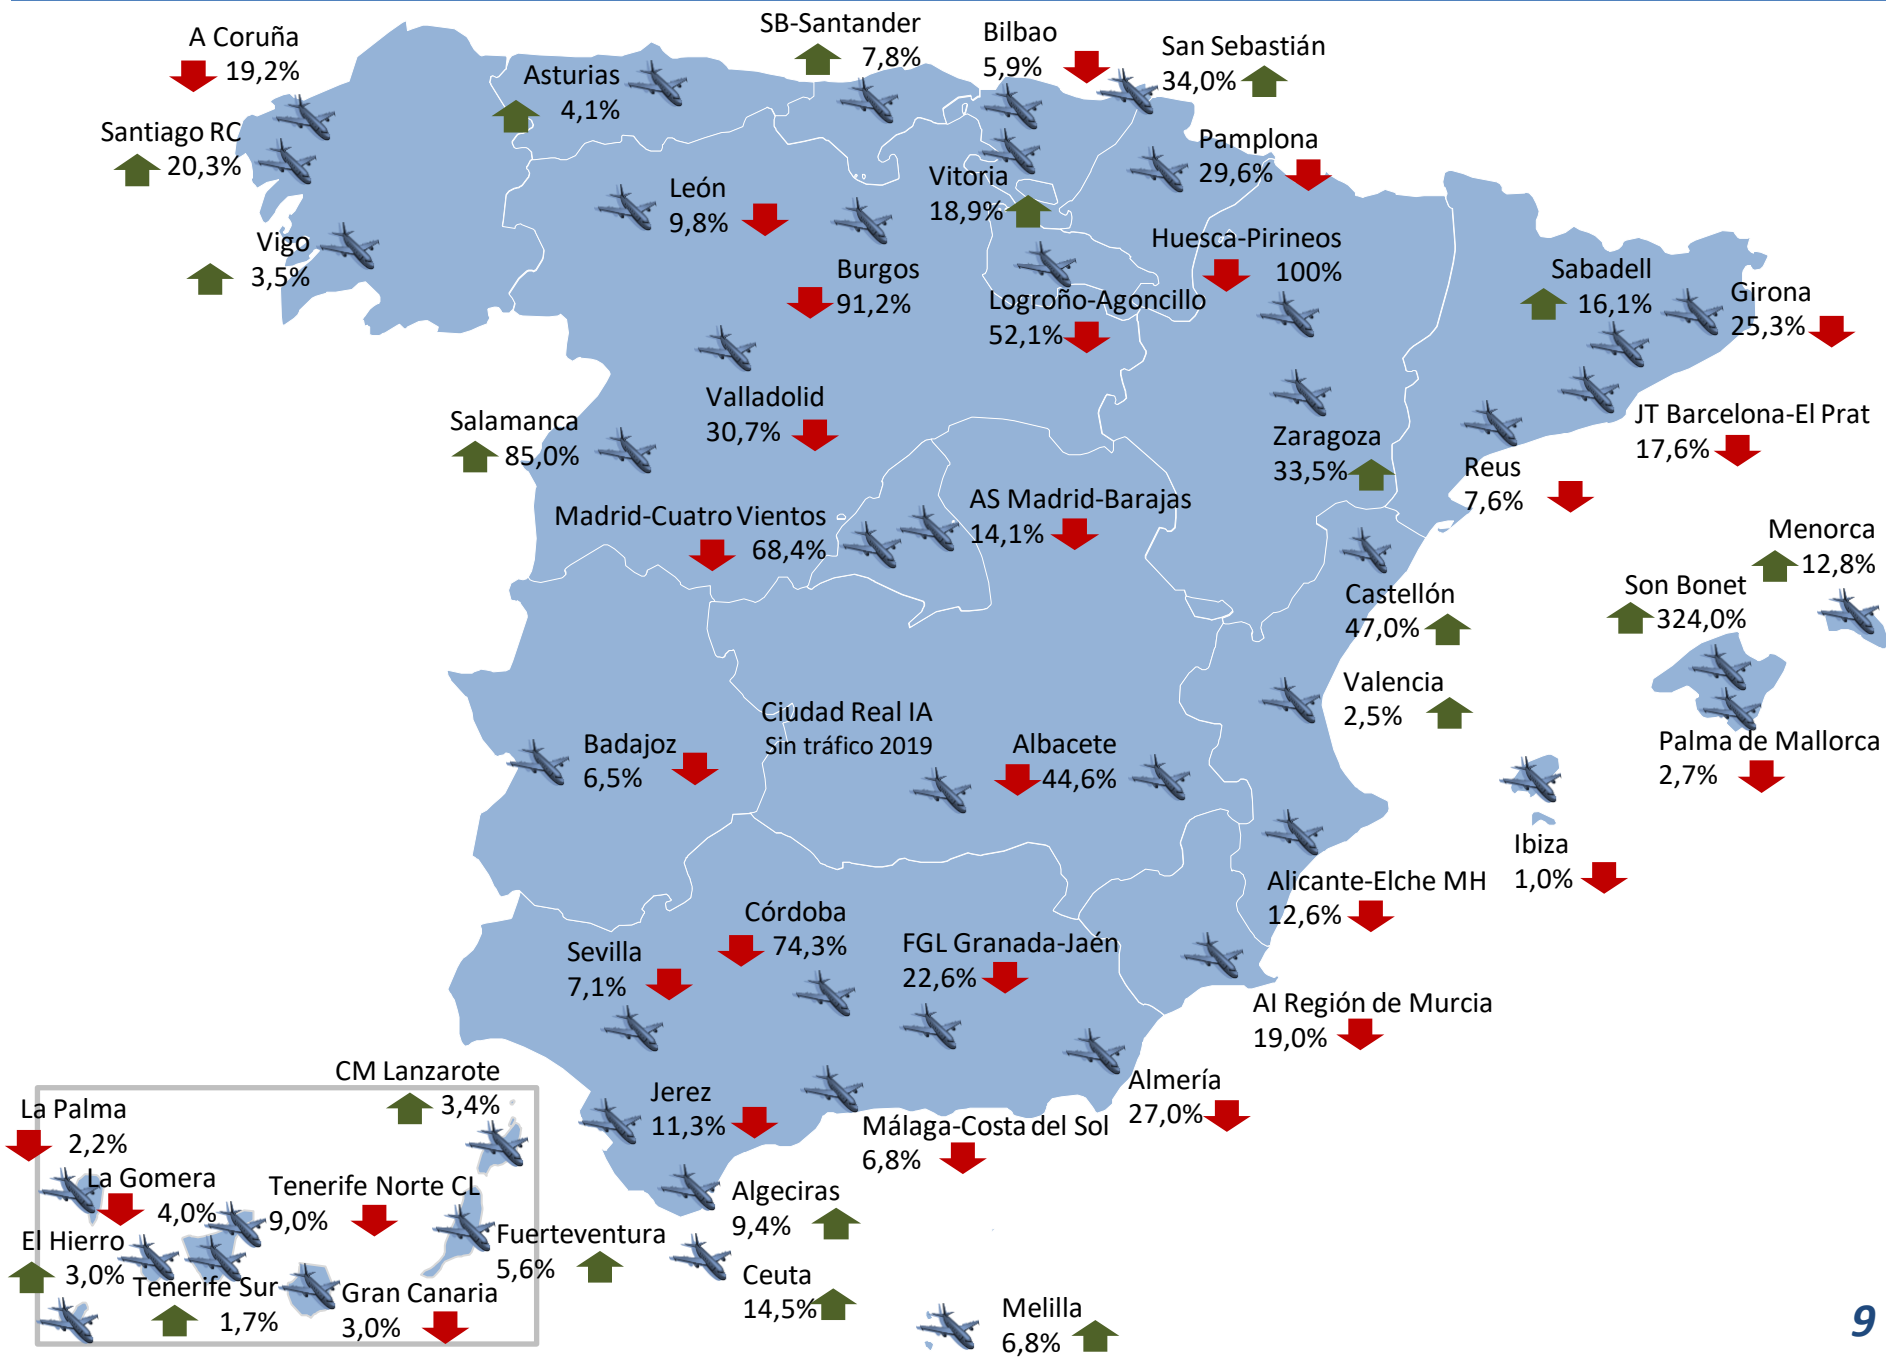 A Coruña
19,2%
SB-Santander
7,8%
Bilbao
5,9%
San Sebastián
34,0%
Asturias
4,1%
Santiago RC
20,3%
Pamplona
29,6%
Vitoria
18,9%
León
9,8%
Vigo
3,5%
Huesca-Pirineos
100%
Burgos
91,2%
Logroño-Agoncillo
52,1%
Sabadell
16,1%
Girona
25,3%
Valladolid
30,7%
Salamanca
85,0%
JT Barcelona-El Prat
17,6%
Zaragoza
33,5%
Reus
7,6%
AS Madrid-Barajas
14,1%
Madrid-Cuatro Vientos
68,4%
Menorca
12,8%
Son Bonet
324,0%
Castellón
47,0%
Valencia
2,5%
Ciudad Real IA
Sin tráfico 2019
Badajoz
6,5%
Albacete
44,6%
Palma de Mallorca
2,7%
Ibiza
1,0%
Alicante-Elche MH
12,6%
Córdoba
74,3%
Sevilla
7,1%
FGL Granada-Jaén
22,6%
AI Región de Murcia
19,0%
CM Lanzarote
3,4%
Jerez
11,3%
Almería
27,0%
Málaga-Costa del Sol
6,8%
La Palma
2,2%
La Gomera
4,0%
Tenerife Norte CL
9,0%
Algeciras
9,4%
Fuerteventura
5,6%
El Hierro
3,0%
Tenerife Sur
1,7%
Gran Canaria
3,0%
Ceuta
14,5%
Melilla
6,8%
9